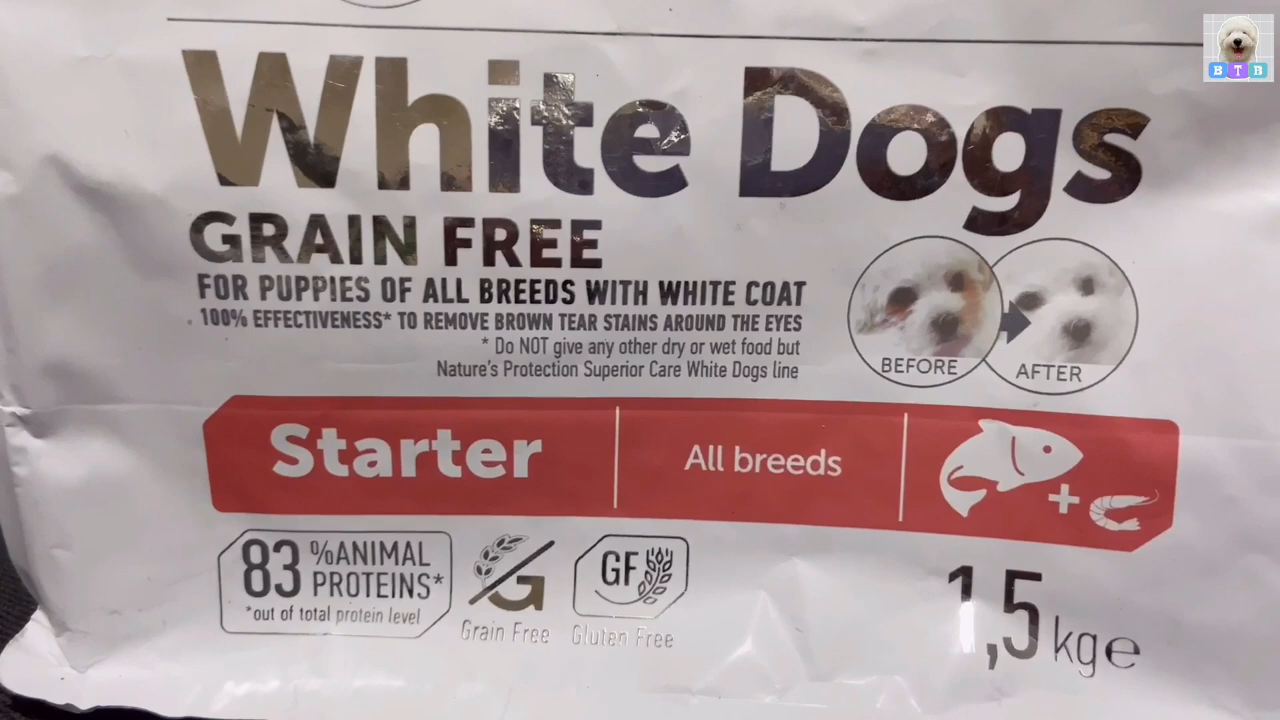 BTB
White Dogs
GRAIN FREE
FOR PUPPIES OF ALL BREEDS WITH WHITE COAT
100% EFFECTIVENESS* TO REMOVE BROWN TEAR STAINS AROUND THE EYES
* Do NOT give any other dry or wet food but
Nature's Protection Superior Care White Dogs line
BEFORE
AFTER
Starter
All breeds
+
83 %ANIMAL
PROTEINS*
*out of total protein level
G
Grain Free
GF
Gluten Free
1,5 kg e